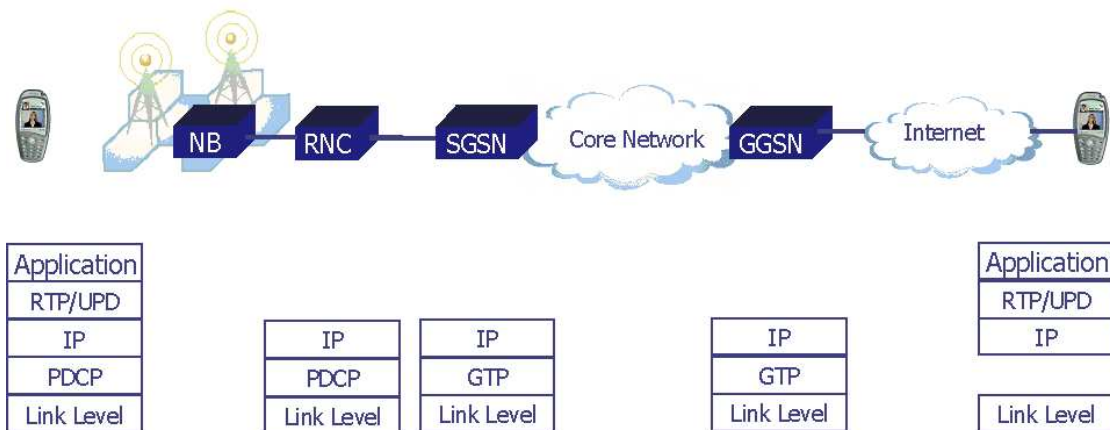 NB
RNC
SGSN
Core Network
GGSN
Internet
Application
RTP/UPD
IP
PDCP
Link Level
IP
PDCP
Link Level
IP
GTP
Link Level
IP
GTP
Link Level
Application
RTP/UPD
IP
Link Level